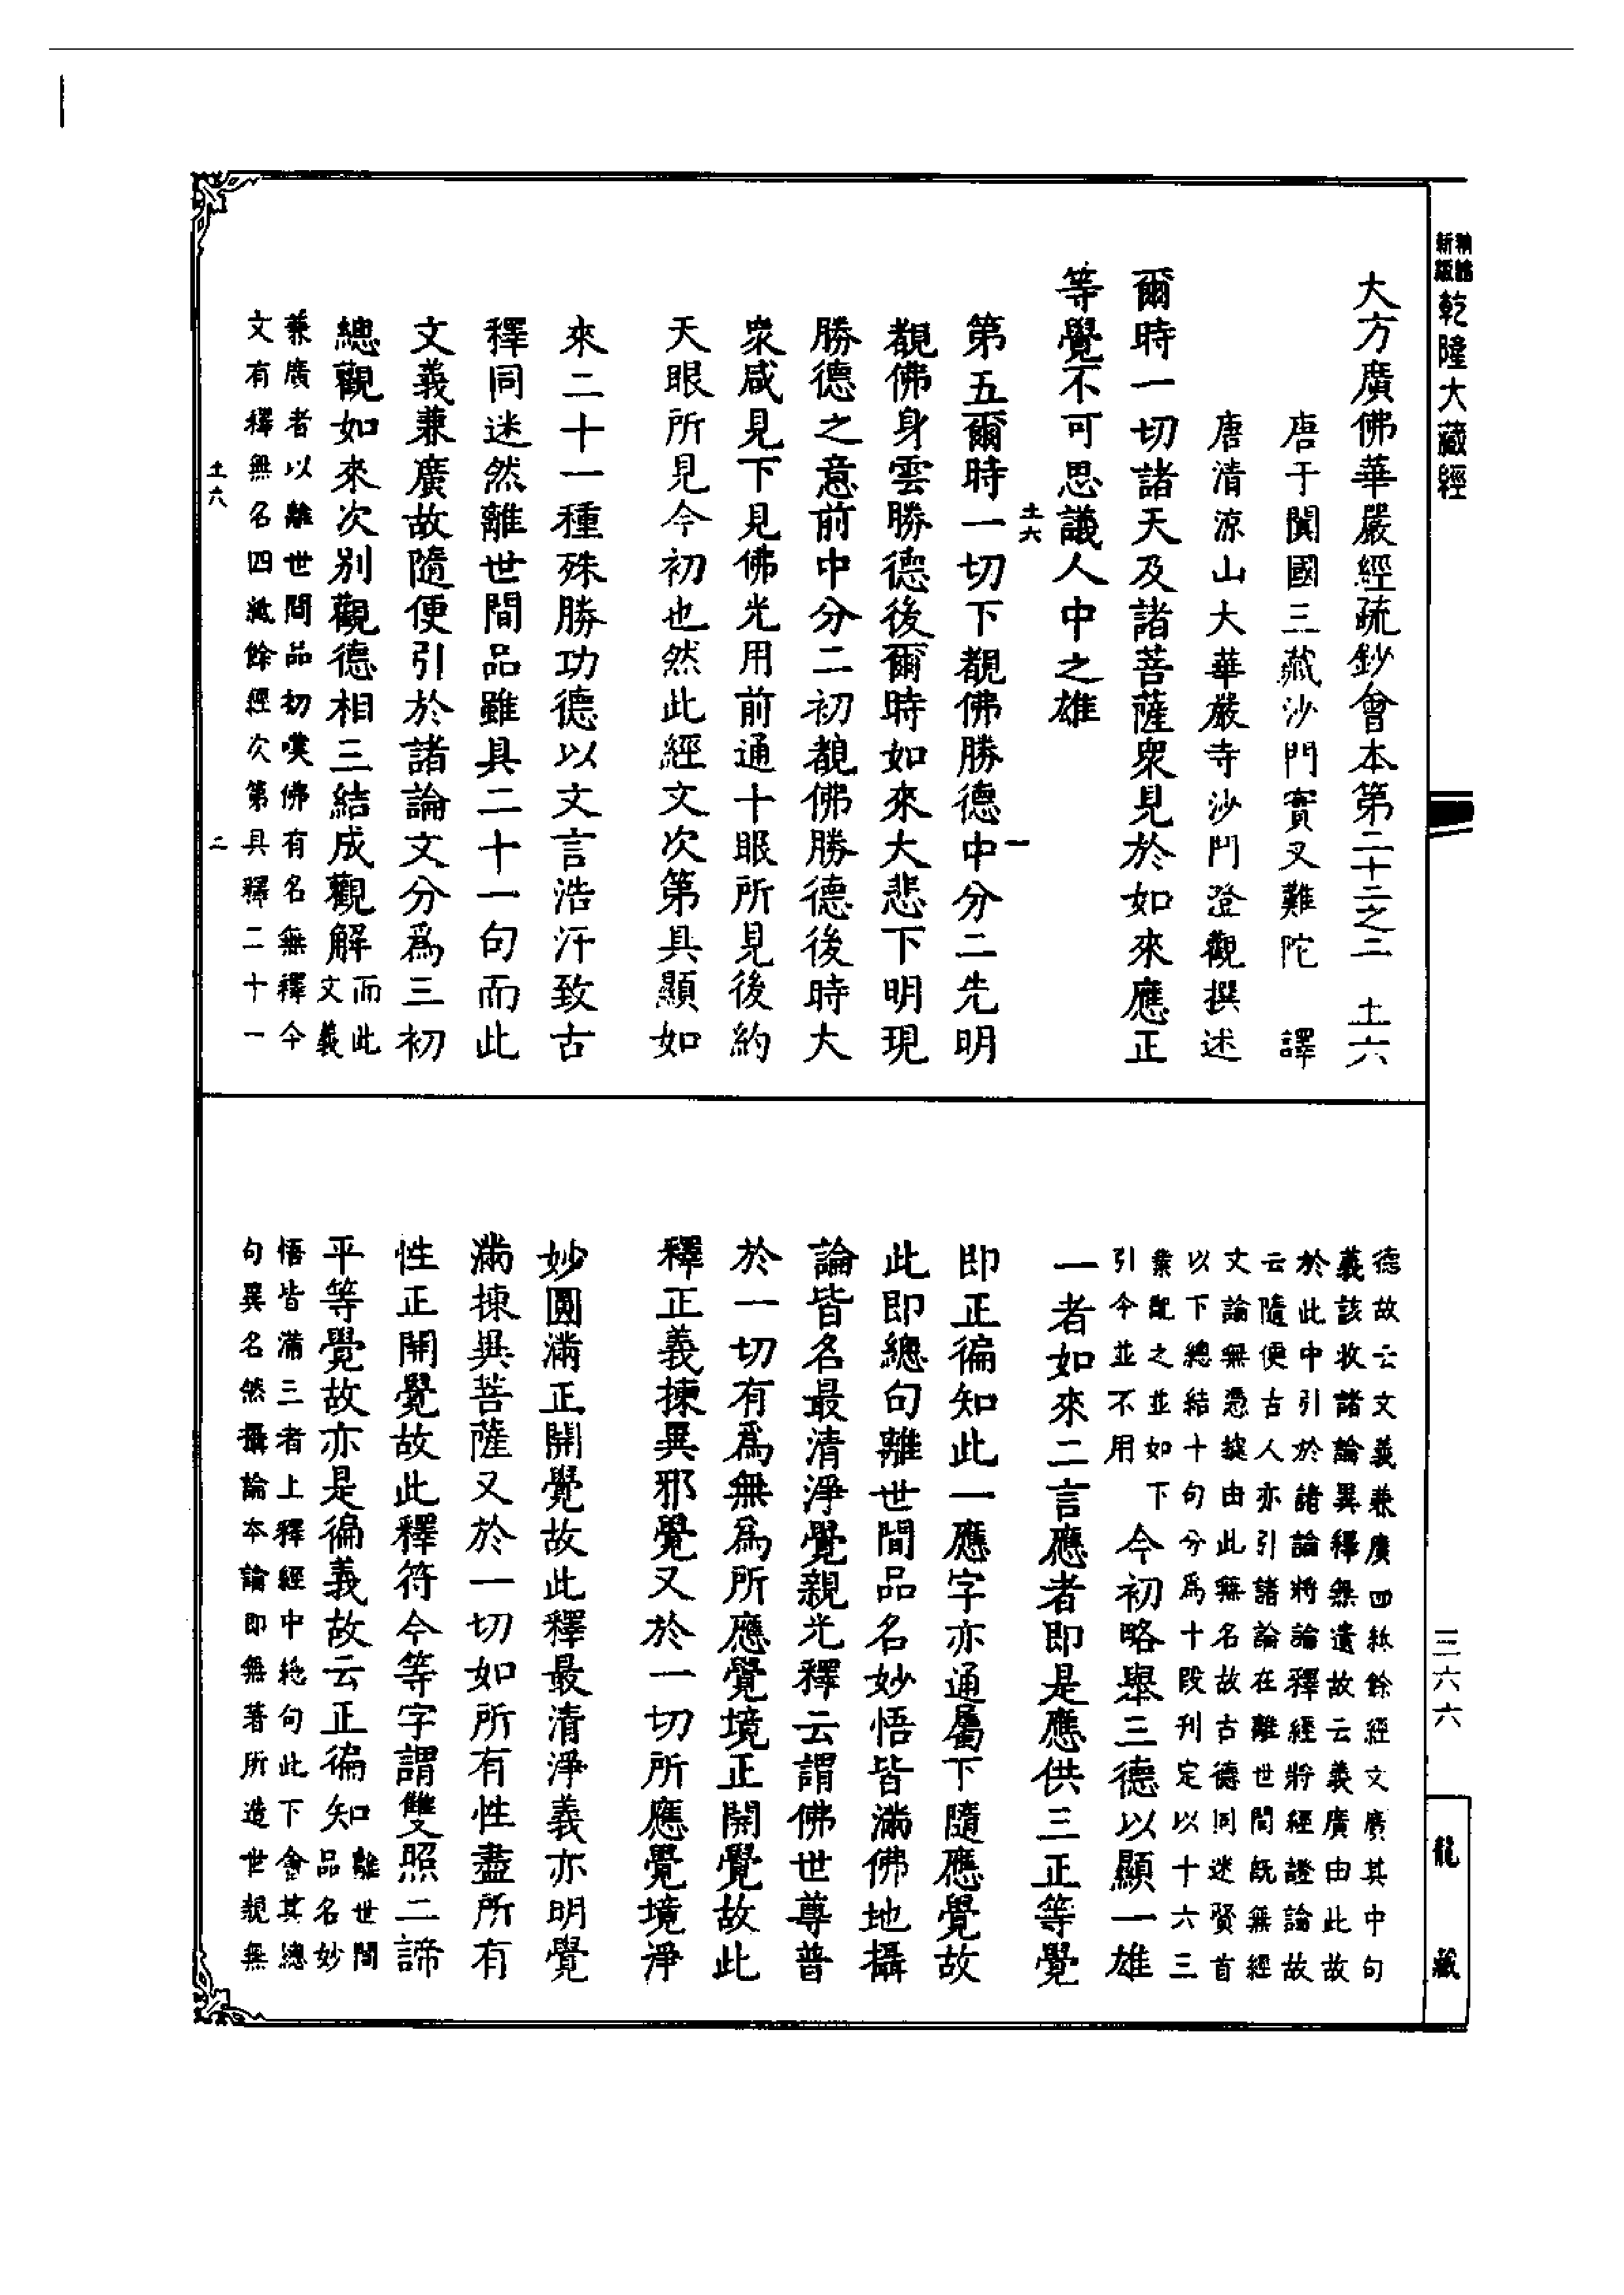 新版 精譜
乾隆大藏經
大方廣佛華嚴經疏鈔會本第二十二之二　土六
唐于闐國三藏沙門實叉難陀　譯
唐清涼山大華嚴寺沙門澄觀撰述
爾時一切諸天及諸菩薩眾見於如來應正
等覺不可思議人中之雄
土六　一
第五爾時一切下覩佛勝德中分二先明
覩佛身雲勝德後爾時如來大悲下明現
勝德之意前中分二初覩佛勝德後時大
眾咸見下見佛光用前通十眼所見後約
天眼所見今初也然此經文次第具顯如
來二十一種殊勝功德以文言浩汗致古
釋同迷然離世間品雖具二十一句而此
文義兼廣故隨便引於諸論文分為三初
總觀如來次別觀德相三結成觀解而此
文義
兼廣者以離世間品初嘆佛有名無釋今
文有釋無名四紙餘經次第具釋二十一
土六　二
德故云文義兼廣四紙餘經文廣其中句
義該收諸論異釋無遺故云義廣由此故
於此中引於諸論將論釋經將經證論故
云隨便古人亦引諸論在離世間既無經
文論無憑據由此無名故古德同迷賢首
以下總結十句分為十段刊定以十六三
業配之並如下
引今並不用
今初略舉三德以顯一雄
一者如來二言應者即是應供三正等覺
即正徧知此一應字亦通屬下隨應覺故
此即總句離世間品名妙悟皆滿佛地攝
論皆名最清淨覺親光釋云謂佛世尊普
於一切有為無為所應覺境正開覺故此
釋正義揀異邪覺又於一切所應覺境淨
妙圓滿正開覺故此釋最清淨義亦明覺
滿揀異菩薩又於一切如所有性盡所有
性正開覺故此釋符今等字謂雙照二諦
平等覺故亦是徧義故云正徧知離世間
品名妙
悟皆滿三者上釋經中總句此下會其總
句異名然攝論本論即無著所造世親無
三六六
龍藏